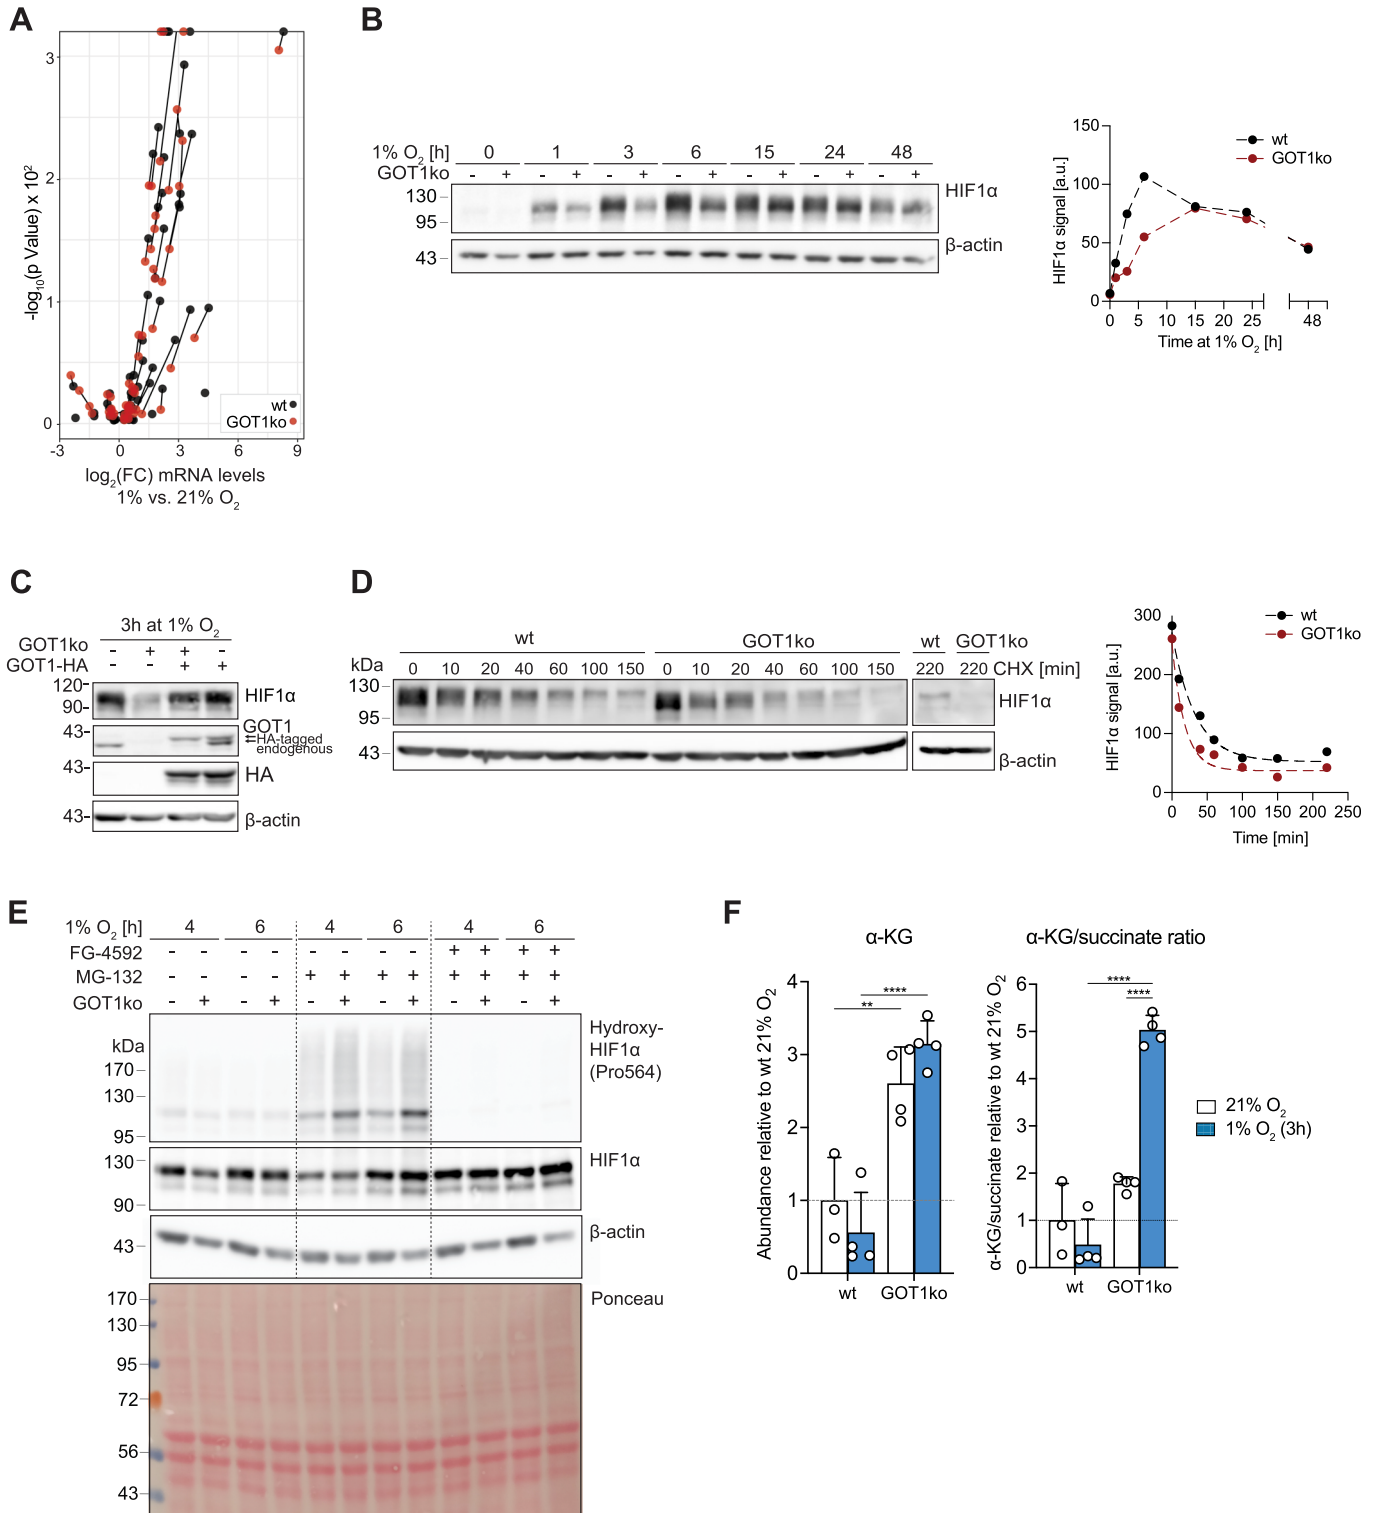 A
3
2
1
0
-3 0 3 6 9
-log10(p Value) x 10²
log2(FC) mRNA levels
1% vs. 21% O2
wt
GOT1ko
B
1% O2 [h] 0 1 3 6 15 24 48
GOT1ko - + - + - + - + - + - + - +
130
95
43
HIF1α
β-actin
wt
GOT1ko
HIF1α signal [a.u.]
150
100
50
0
0 5 10 15 20 25 48
Time at 1% O2 [h]
C
3h at 1% O2
GOT1ko - + + -
GOT1-HA - - + +
120
90
HIF1α
43
GOT1
HA-tagged
endogenous
43
HA
43
β-actin
D
wt GOT1ko wt GOT1ko
kDa 0 10 20 40 60 100 150 0 10 20 40 60 100 150 220 220 CHX [min]
130
95
HIF1α
43
β-actin
wt
GOT1ko
HIF1α signal [a.u.]
300
200
100
0
0 50 100 150 200 250
Time [min]
E
1% O2 [h] 4 6 4 6 4 6
FG-4592 - - - - - - - - + + + +
MG-132 - - - - + + + + + + + +
GOT1ko - + - + - + - + - + - +
kDa
170
130
95
Hydroxy-
HIF1α
(Pro564)
130
90
HIF1α
43
β-actin
170
130
95
72
56
43
Ponceau
F
α-KG
Abundance relative to wt 21% O2
4
3
2
1
0
**
****
wt GOT1ko
α-KG/succinate ratio
α-KG/succinate relative to wt 21% O2
6
5
4
3
2
1
0
****
****
wt GOT1ko
21% O2
1% O2 (3h)